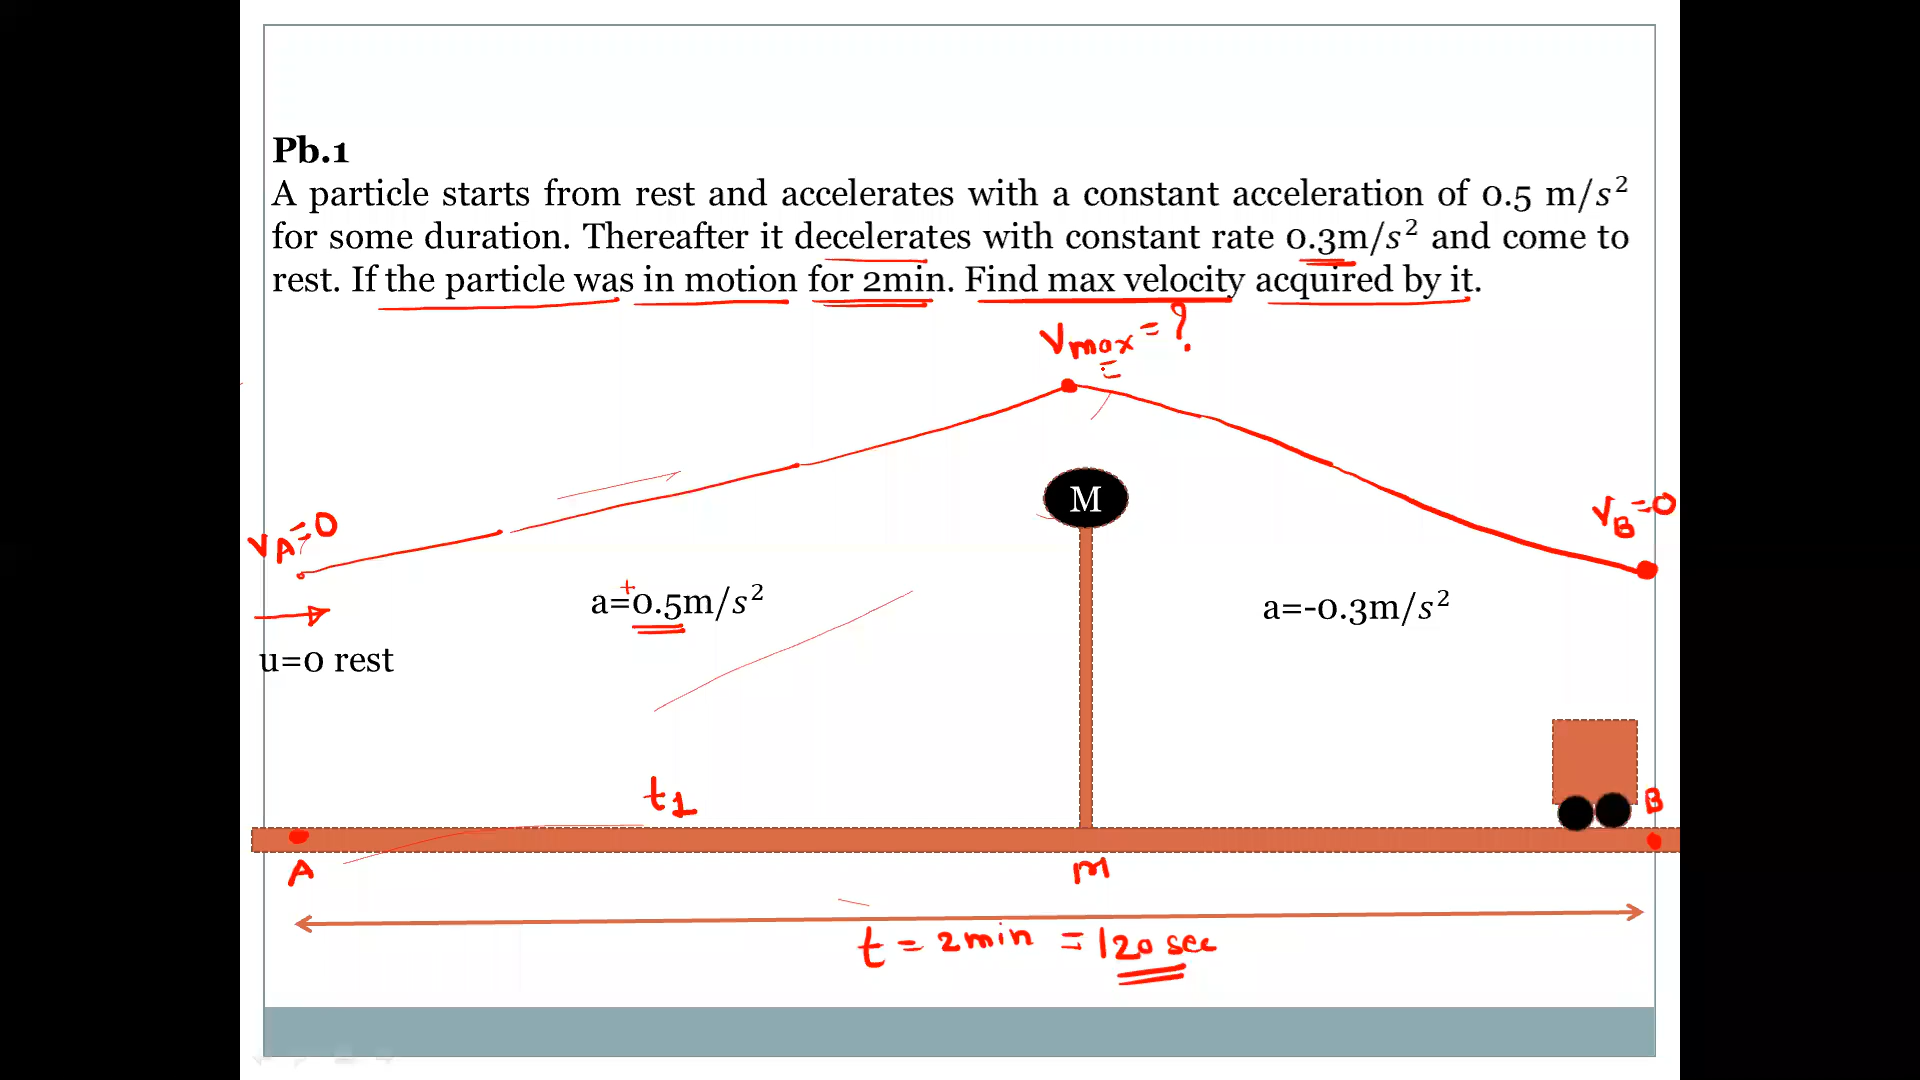 Pb.1
A particle starts from rest and accelerates with a constant acceleration of 0.5 m/s²
for some duration. Thereafter it decelerates with constant rate 0.3m/s² and come to
rest. If the particle was in motion for 2min. Find max velocity acquired by it.
Vmax = ?
M
VA=0
VB=0
+
a=0.5m/s²
a=-0.3m/s²
u=0 rest
t1
B
A
M
t = 2min = 120 sec